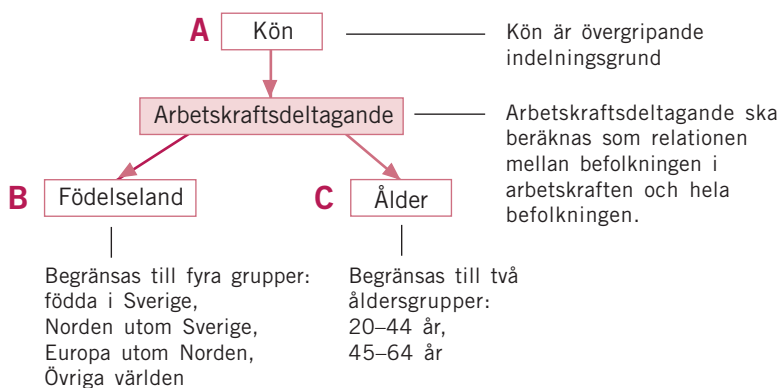 A Kön
Kön är övergripande
indelningsgrund
Arbetskraftsdeltagande
Arbetskraftsdeltagande ska
beräknas som relationen
mellan befolkningen i
arbetskraften och hela
befolkningen.
B Födelseland
C Ålder
Begränsas till fyra grupper:
födda i Sverige,
Norden utom Sverige,
Europa utom Norden,
Övriga världen
Begränsas till två
åldersgrupper:
20–44 år,
45–64 år